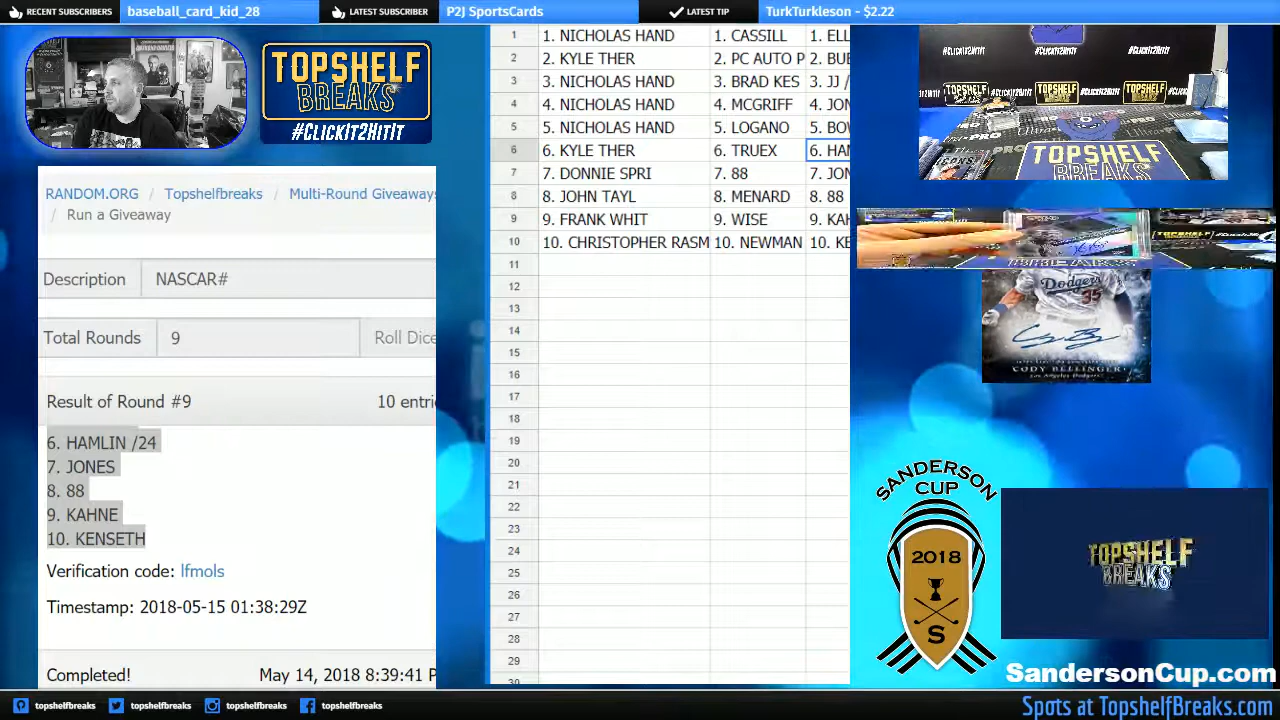 RECENT SUBSCRIBERS baseball_card_kid_28 LATEST SUBSCRIBER P2J SportsCards LATEST TIP TurkTurkleson - $2.22
TOPSHELF
BREAKS
#CLICKITTOHITIT
RANDOM.ORG / Topshelfbreaks / Multi-Round Giveaways
/ Run a Giveaway
Description NASCAR#
Total Rounds 9 Roll Dice
Result of Round #9 10 entri
6. HAMLIN /24
7. JONES
8. 88
9. KAHNE
10. KENSETH
Verification code: lfmols
Timestamp: 2018-05-15 01:38:29Z
Completed! May 14, 2018 8:39:41 P
1 1. NICHOLAS HAND 1. CASSILL 1. ELL
2 2. KYLE THER 2. PC AUTO P 2. BUE
3 3. NICHOLAS HAND 3. BRAD KES 3. JJ /
4 4. NICHOLAS HAND 4. MCGRIFF 4. JON
5 5. NICHOLAS HAND 5. LOGANO 5. BOW
6 6. KYLE THER 6. TRUEX 6. HAM
7 7. DONNIE SPRI 7. 88 7. JON
8 8. JOHN TAYL 8. MENARD 8. 88
9 9. FRANK WHIT 9. WISE 9. KAH
10 10. CHRISTOPHER RASM 10. NEWMAN 10. KE
11
12
13
14
15
16
17
18
19
20
21
22
23
24
25
26
27
28
29
30
TOPSHELF
BREAKS
Dodgers
35
CODY BELLINGER
Los Angeles Dodgers
SANDERSON
CUP
2018
S
TOPSHELF
BREAKS
SandersonCup.com
topshelfbreaks topshelfbreaks topshelfbreaks topshelfbreaks
Spots at TopshelfBreaks.com